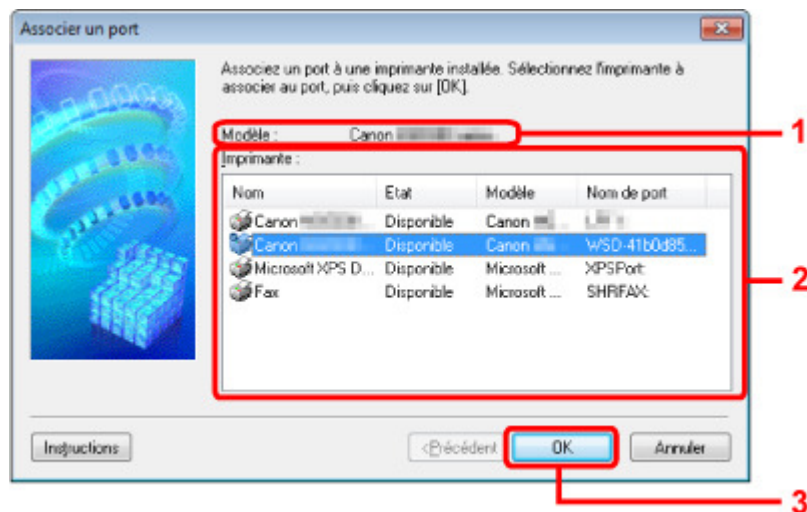 Associer un port
Associez un port à une imprimante installée. Sélectionnez l'imprimante à
associer au port, puis cliquez sur [OK].
Modèle : Canon
1
Imprimante :
Nom Etat Modèle Nom de port
Canon Disponible Canon
Canon Disponible Canon WSD-41b0d85...
Microsoft XPS D... Disponible Microsoft ... XPSPort:
Fax Disponible Microsoft ... SHRFAX:
2
Instructions <Précédent OK Annuler
3